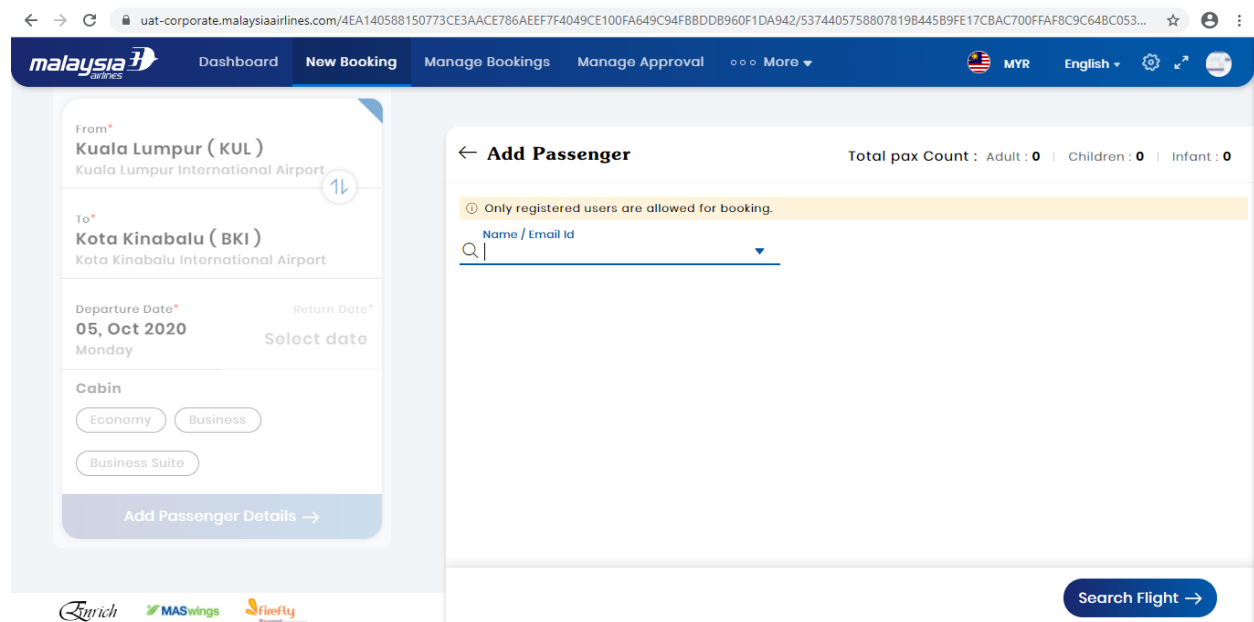 uat-corporate.malaysiaairlines.com/4EA140588150773CE3AACE786AEEF7F4049CE100FA649C94FBBDDB960F1DA942/5374405758807819B445B9FE17CBAC700FFAF8C9C64BC053...
malaysia airlines
Dashboard New Booking Manage Bookings Manage Approval More MYR English
From*
Kuala Lumpur ( KUL )
Kuala Lumpur International Airport
To*
Kota Kinabalu ( BKI )
Kota Kinabalu International Airport
Departure Date* Return Date*
05, Oct 2020 Select date
Monday
Cabin
Economy Business
Business Suite
Add Passenger Details →
← Add Passenger Total pax Count : Adult : 0 | Children : 0 | Infant : 0
Only registered users are allowed for booking.
Name / Email Id
Search Flight →
Enrich MASwings firefly